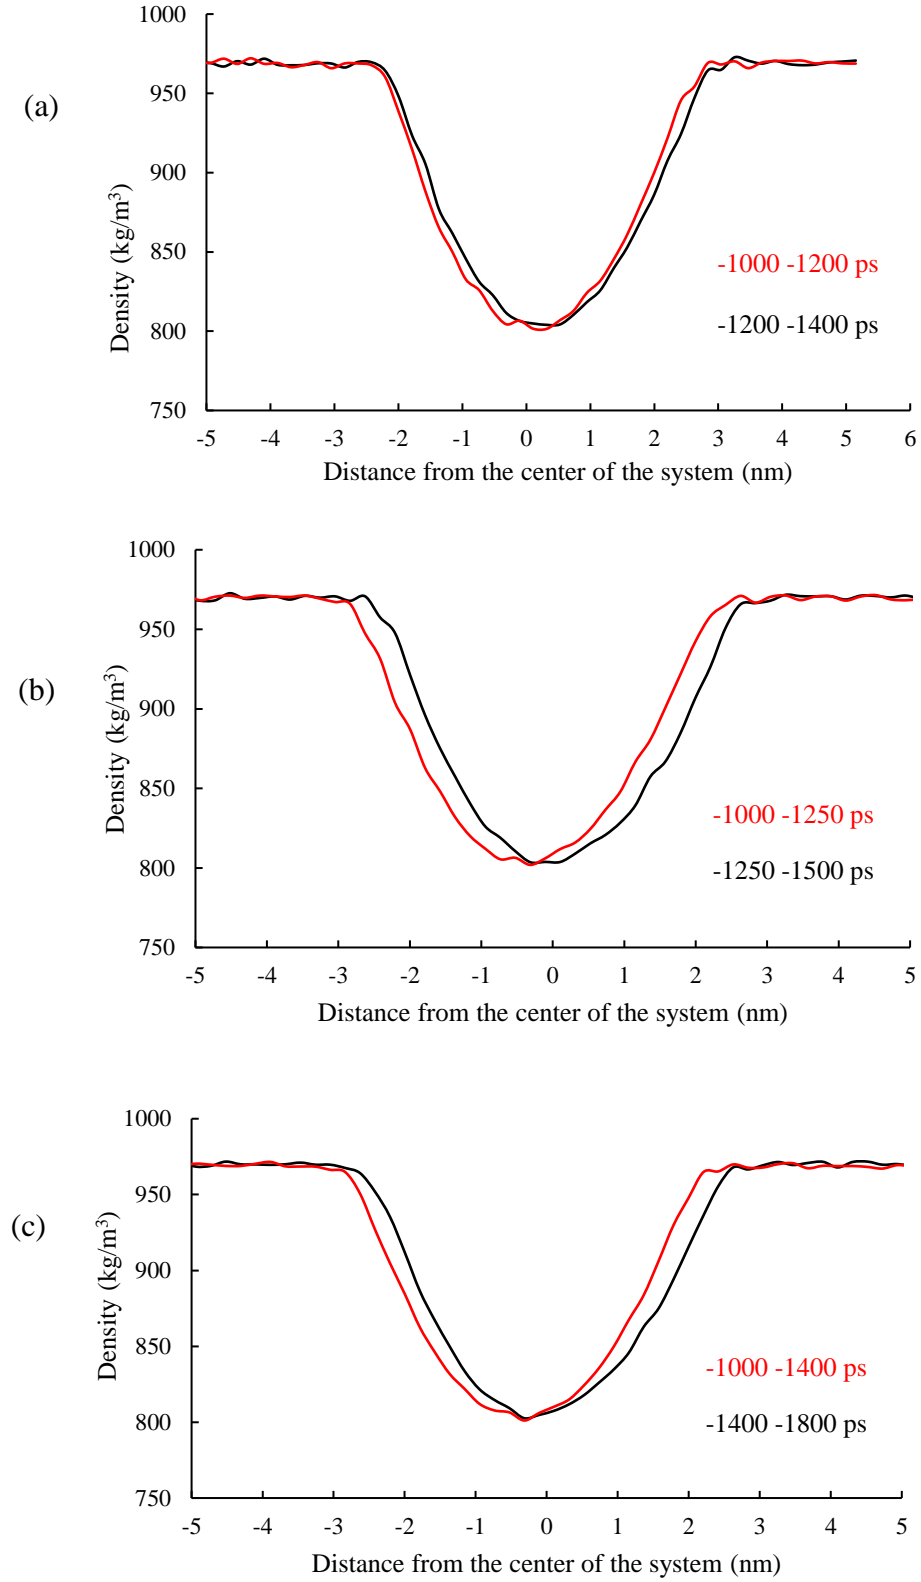 (a)
Density (kg/m³)
1000
950
900
850
800
750
-5 -4 -3 -2 -1 0 1 2 3 4 5 6
Distance from the center of the system (nm)
-1000 -1200 ps
-1200 -1400 ps
(b)
Density (kg/m³)
1000
950
900
850
800
750
-5 -4 -3 -2 -1 0 1 2 3 4 5
Distance from the center of the system (nm)
-1000 -1250 ps
-1250 -1500 ps
(c)
Density (kg/m³)
1000
950
900
850
800
750
-5 -4 -3 -2 -1 0 1 2 3 4 5
Distance from the center of the system (nm)
-1000 -1400 ps
-1400 -1800 ps